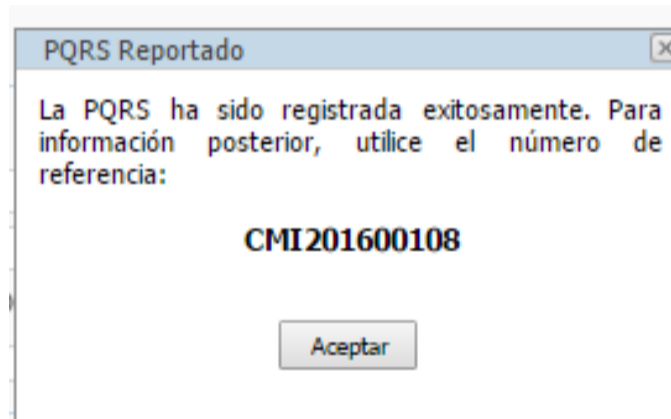 PQRS Reportado
La PQRS ha sido registrada exitosamente. Para
información posterior, utilice el número de
referencia:
CMI201600108
Aceptar